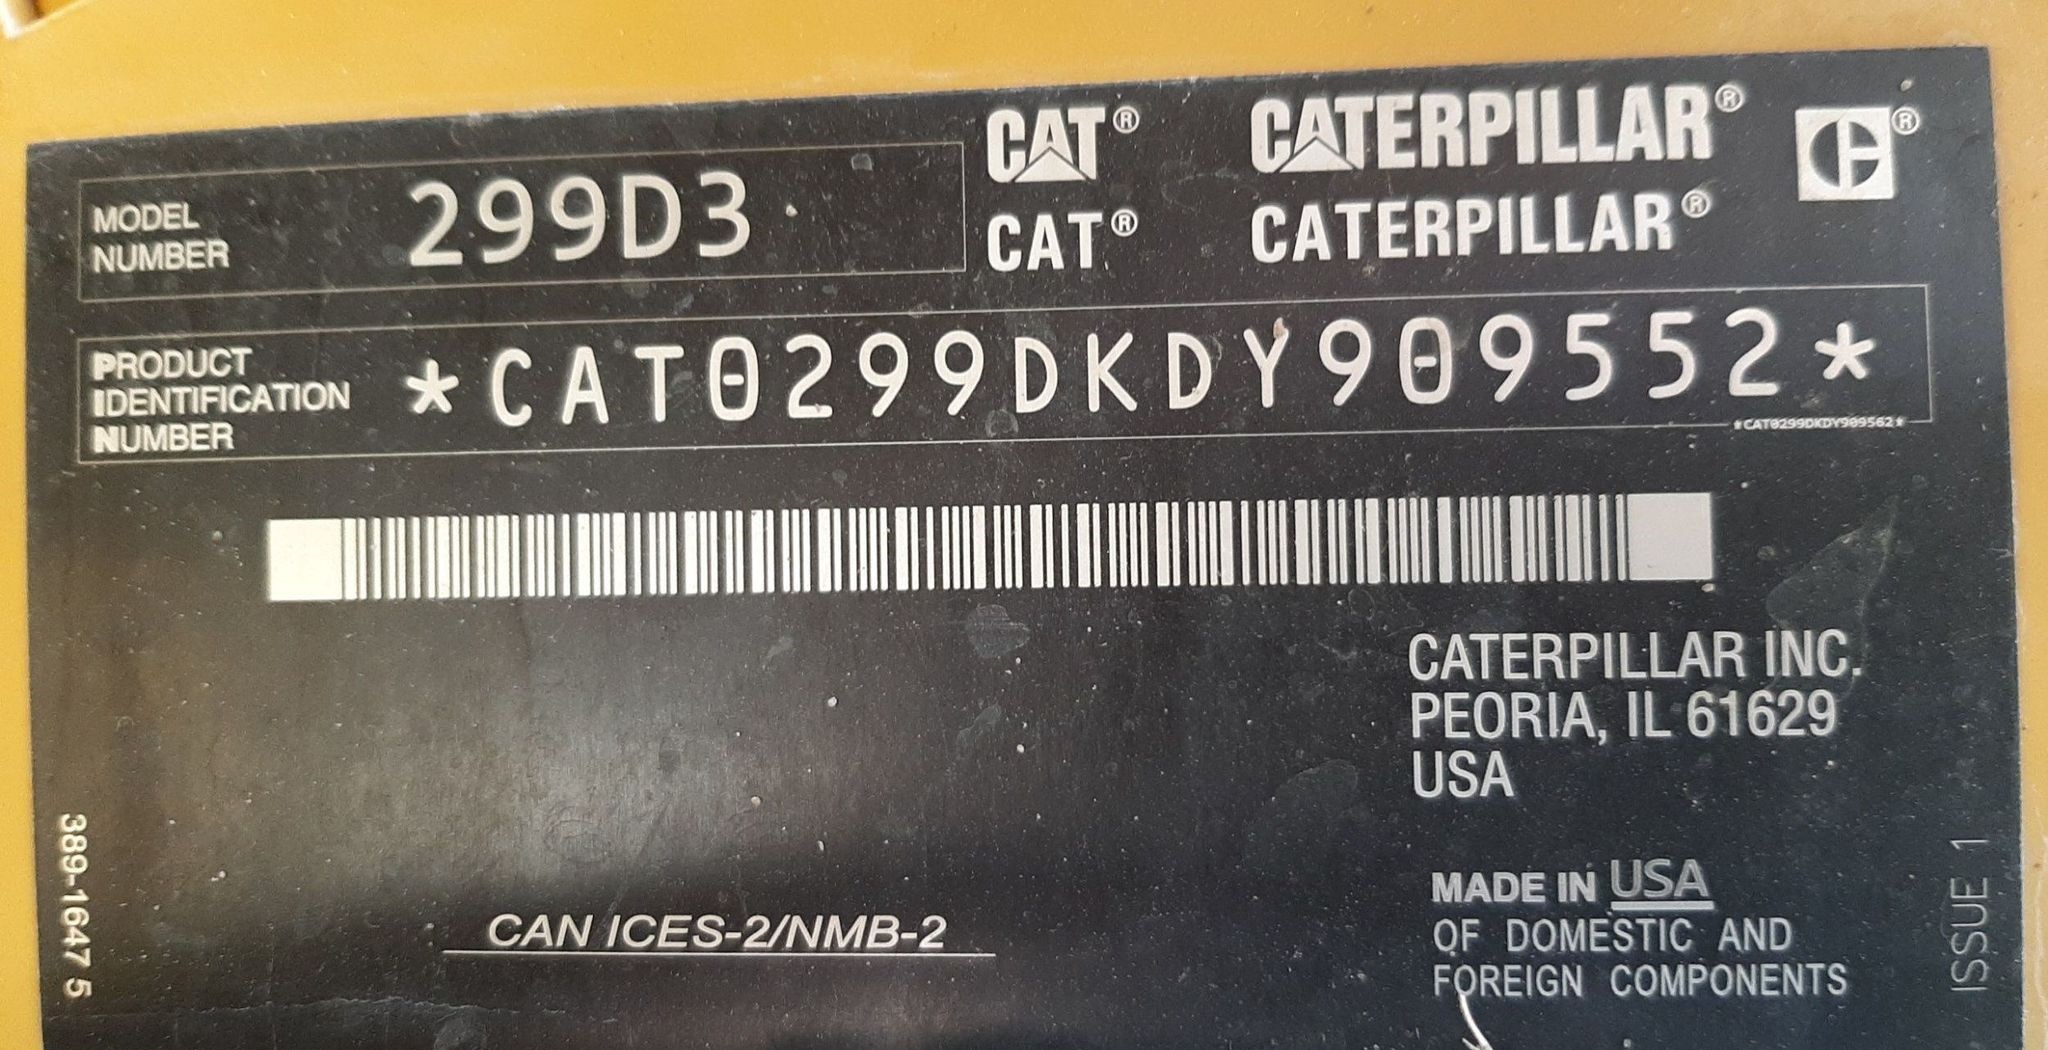 MODEL NUMBER 299D3
CAT® CATERPILLAR®
CAT® CATERPILLAR®
PRODUCT IDENTIFICATION NUMBER *CAT0299DKDY909552*
*CAT0299DKDY909562*
CATERPILLAR INC.
PEORIA, IL 61629
USA
MADE IN USA
OF DOMESTIC AND
FOREIGN COMPONENTS
CAN ICES-2/NMB-2
389-1647 5
ISSUE 1